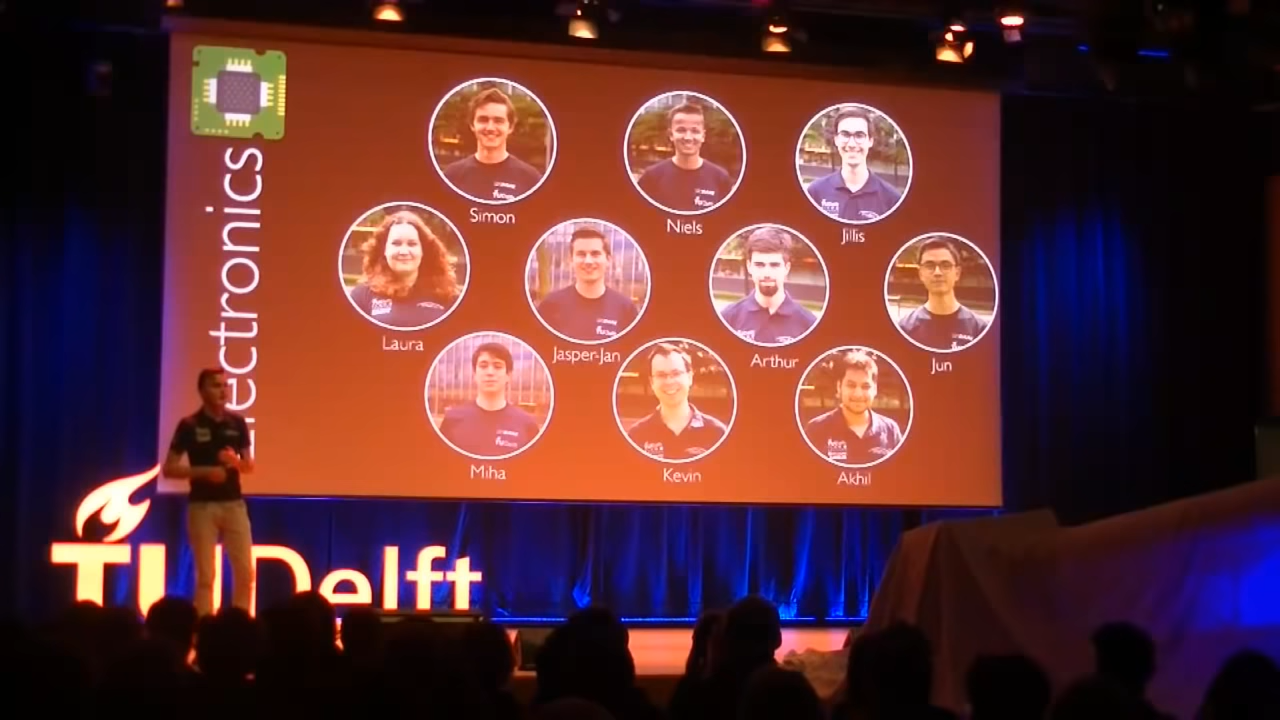 Electronics
Simon
Niels
Jillis
Laura
Jasper-Jan
Arthur
Jun
Miha
Kevin
Akhil
TU Delft